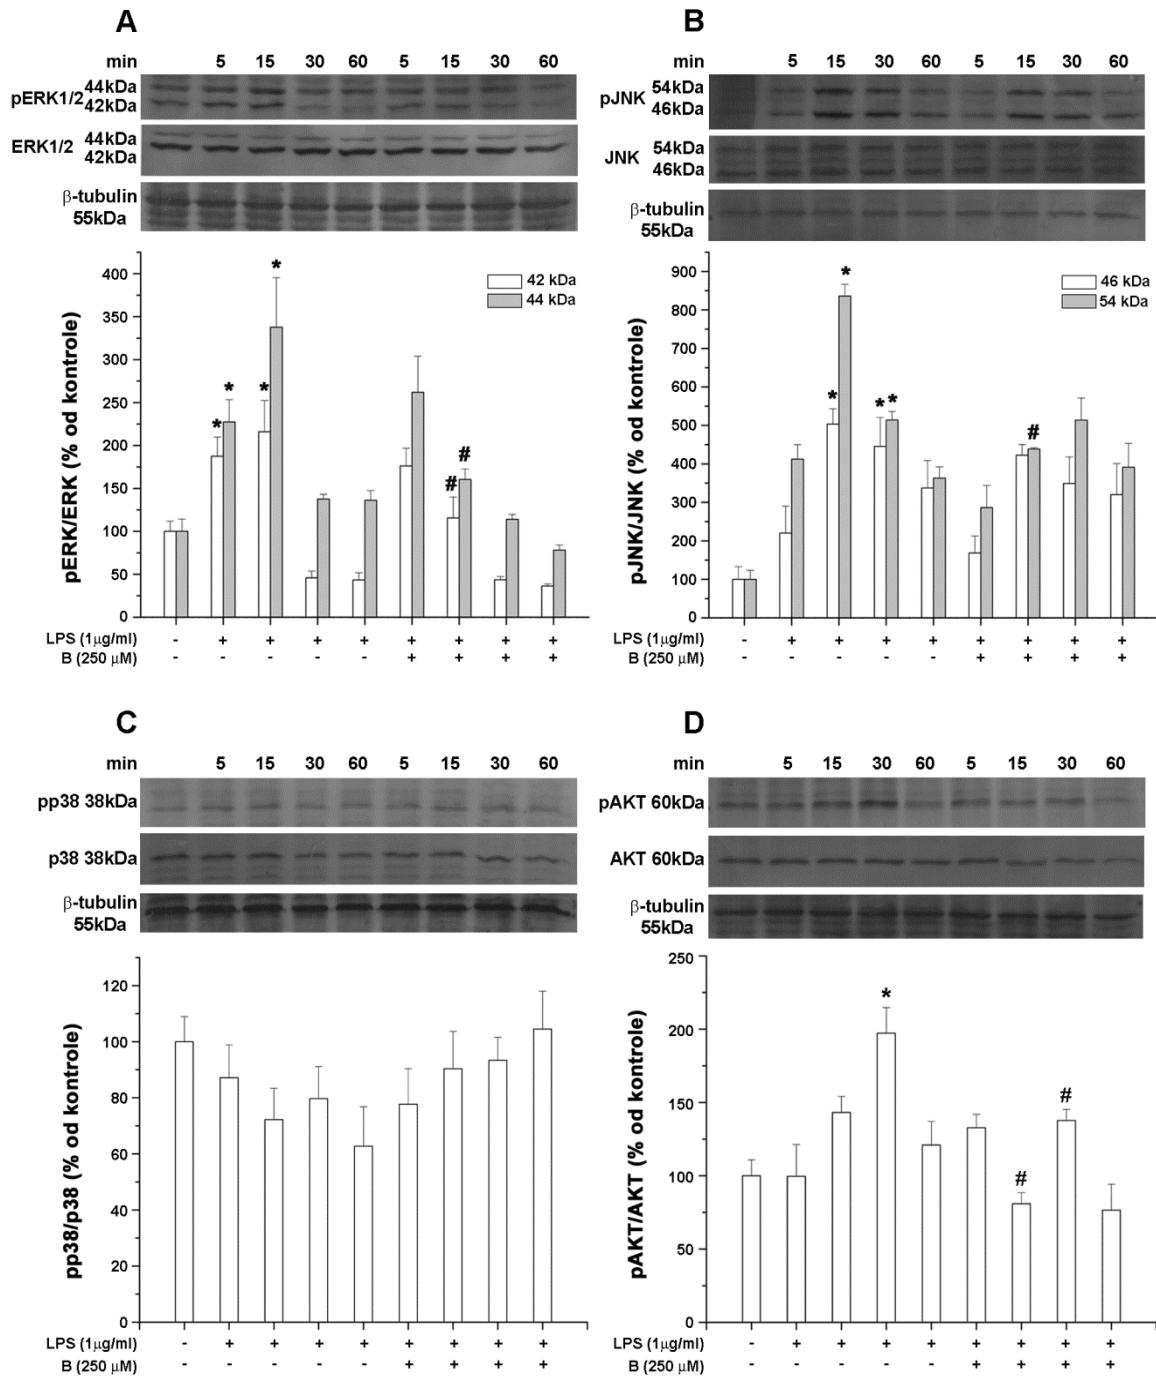 A
min 5 15 30 60 5 15 30 60
pERK1/2 44kDa
42kDa
ERK1/2 44kDa
42kDa
β-tubulin
55kDa
pERK/ERK (% od kontrole)
400
350
300
250
200
150
100
50
0
42 kDa
44 kDa
* * * * # #
LPS (1μg/ml) - + + + + + + + +
B (250 μM) - - - - - + + + +
B
min 5 15 30 60 5 15 30 60
pJNK 54kDa
46kDa
JNK 54kDa
46kDa
β-tubulin
55kDa
pJNK/JNK (% od kontrole)
900
800
700
600
500
400
300
200
100
0
46 kDa
54 kDa
* * * * #
LPS (1μg/ml) - + + + + + + + +
B (250 μM) - - - - - + + + +
C
min 5 15 30 60 5 15 30 60
pp38 38kDa
p38 38kDa
β-tubulin
55kDa
pp38/p38 (% od kontrole)
120
100
80
60
40
20
0
LPS (1μg/ml) - + + + + + + + +
B (250 μM) - - - - - + + + +
D
min 5 15 30 60 5 15 30 60
pAKT 60kDa
AKT 60kDa
β-tubulin
55kDa
pAKT/AKT (% od kontrole)
250
200
150
100
50
0
* # #
LPS (1μg/ml) - + + + + + + + +
B (250 μM) - - - - - + + + +